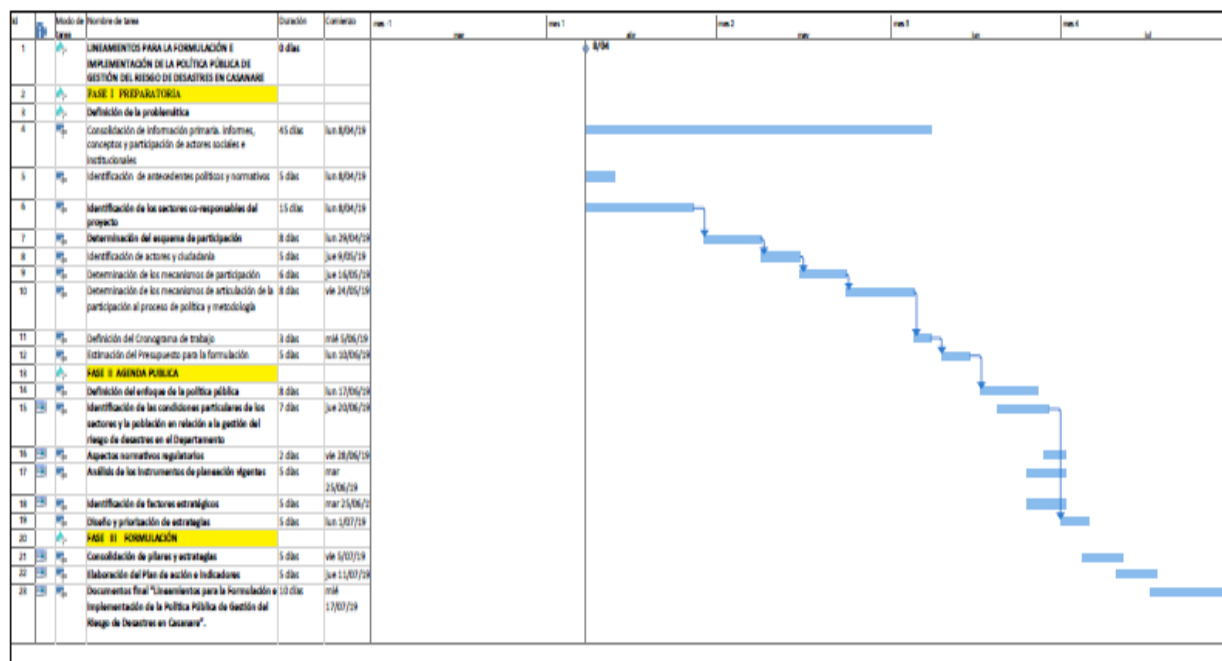 Id Modo de tarea Nombre de tarea Duración Comienzo mes -1 mes 1 mes 2 mes 3 mes 4
mar abr may jun jul
1 LINEAMIENTOS PARA LA FORMULACIÓN E 0 días 8/04
IMPLEMENTACIÓN DE LA POLÍTICA PÚBLICA DE
GESTIÓN DEL RIESGO DE DESASTRES EN CASANARE
2 FASE I PREPARATORIA
3 Definición de la problemática
4 Consolidación de información primaria. informes, 45 días lun 8/04/19
conceptos y participación de actores sociales e
institucionales
5 Identificación de antecedentes políticos y normativos 5 días lun 8/04/19
6 Identificación de los sectores co-responsables del 15 días lun 8/04/19
proyecto
7 Determinación del esquema de participación 8 días lun 29/04/19
8 Identificación de actores y ciudadania 5 días jue 9/05/19
9 Determinación de los mecanismos de participación 6 días jue 16/05/19
10 Determinación de los mecanismos de articulación de la 8 días vie 24/05/19
participación al proceso de política y metodología
11 Definición del Cronograma de trabajo 3 días mié 5/06/19
12 Estimación del Presupuesto para la formulación 5 días lun 10/06/19
13 FASE II AGENDA PUBLICA
14 Definición del enfoque de la política pública 8 días lun 17/06/19
15 Identificación de las condiciones particulares de los 7 días jue 20/06/19
sectores y la población en relación a la gestión del
riesgo de desastres en el Departamento
16 Aspectos normativos regulatorios 2 días vie 28/06/19
17 Análisis de los instrumentos de planeación vigentes 5 días mar
25/06/19
18 Identificación de factores estratégicos 5 días mar 25/06/1
19 Diseño y priorización de estrategias 5 días lun 1/07/19
20 FASE III FORMULACIÓN
21 Consolidación de pilares y estrategias 5 días vie 5/07/19
22 Elaboración del Plan de acción e indicadores 5 días jue 11/07/19
23 Documentos final "Lineamientos para la Formulación e 10 días mié
Implementación de la Política Pública de Gestión del 17/07/19
Riesgo de Desastres en Casanare".